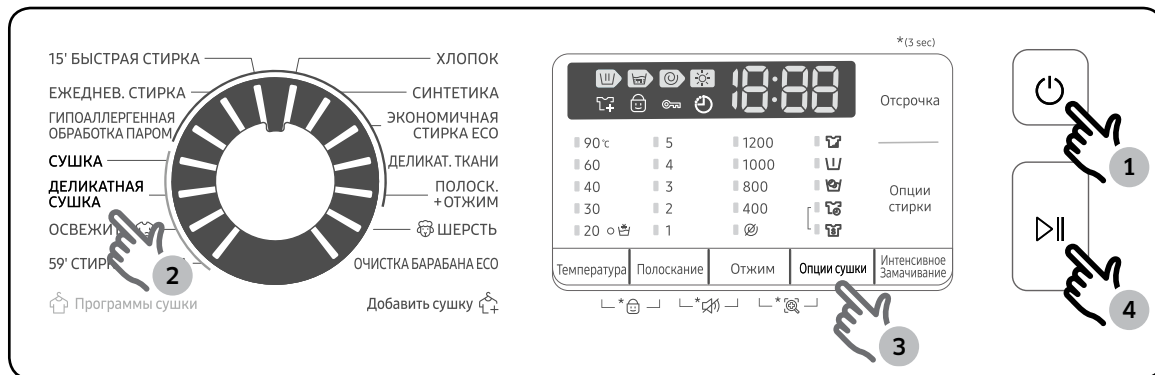 15' БЫСТРАЯ СТИРКА
ЕЖЕДНЕВ. СТИРКА
ГИПОАЛЛЕРГЕННАЯ
ОБРАБОТКА ПАРОМ
СУШКА
ДЕЛИКАТНАЯ
СУШКА
59'
Программы сушки
ХЛОПОК
СИНТЕТИКА
ЭКОНОМИЧНАЯ
СТИРКА ECO
ДЕЛИКАТ. ТКАНИ
ПОЛОСК.
+ОТЖИМ
ШЕРСТЬ
ОЧИСТКА БАРАБАНА ECO
Добавить сушку
2
*(3 sec)
18:88
Отсрочка
90℃ 5 1200
60 4 1000
40 3 800
30 2 400
20 1
Опции
стирки
Температура
Полоскание
Отжим
Опции сушки
Интенсивное
Замачивание
* * *
3
1
4